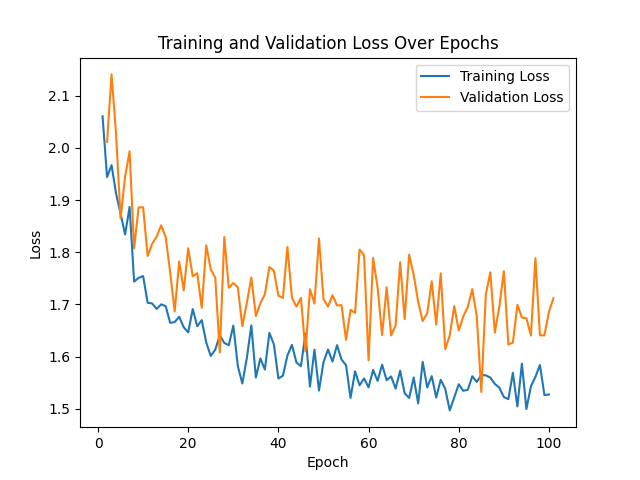 Training and Validation Loss Over Epochs
Training Loss
Validation Loss
2.1
2.0
1.9
1.8
1.7
1.6
1.5
Loss
0 20 40 60 80 100
Epoch